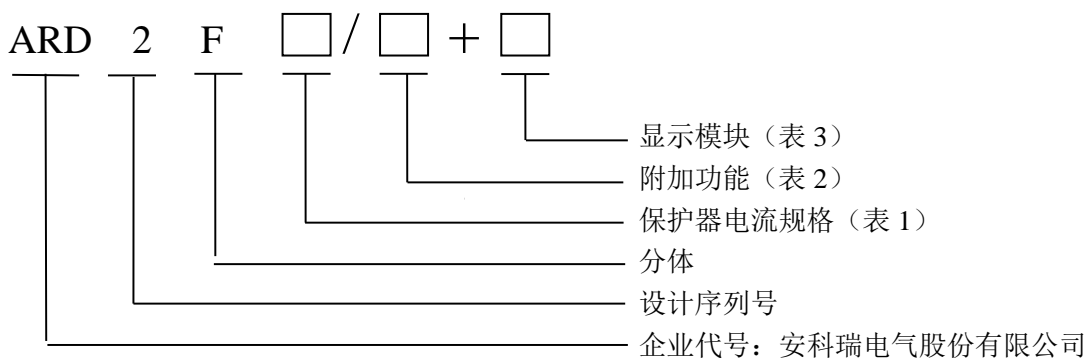 ARD 2 F □ / □ + □
显示模块（表 3）
附加功能（表 2）
保护器电流规格（表 1）
分体
设计序列号
企业代号：安科瑞电气股份有限公司